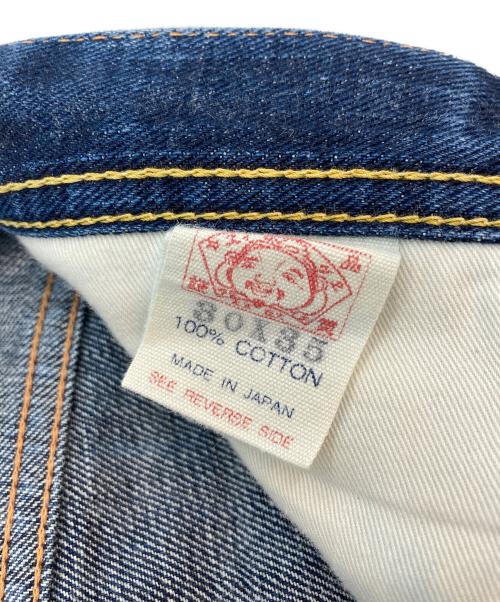 30X35
100% COTTON
MADE IN JAPAN
SEE REVERSE SIDE